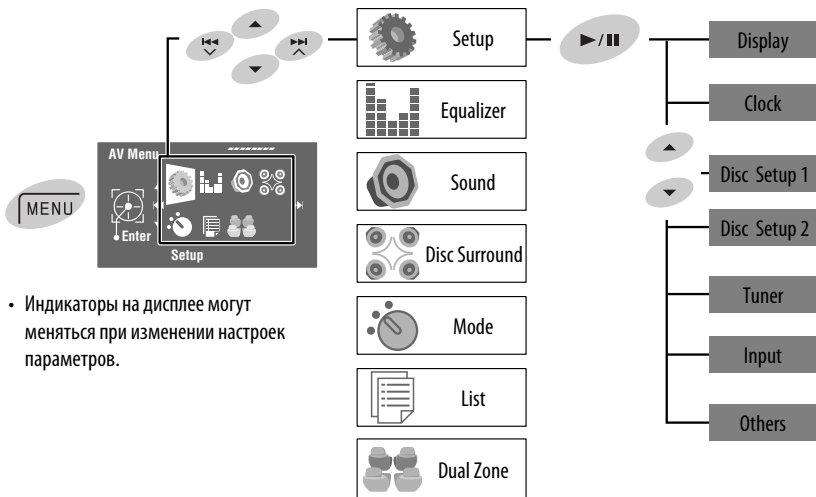 Setup
Display
Equalizer
Clock
AV Menu
MENU
Enter
Setup
Sound
Disc Setup 1
Disc Surround
Disc Setup 2
• Индикаторы на дисплее могут
меняться при изменении настроек
параметров.
Mode
Tuner
List
Input
Dual Zone
Others